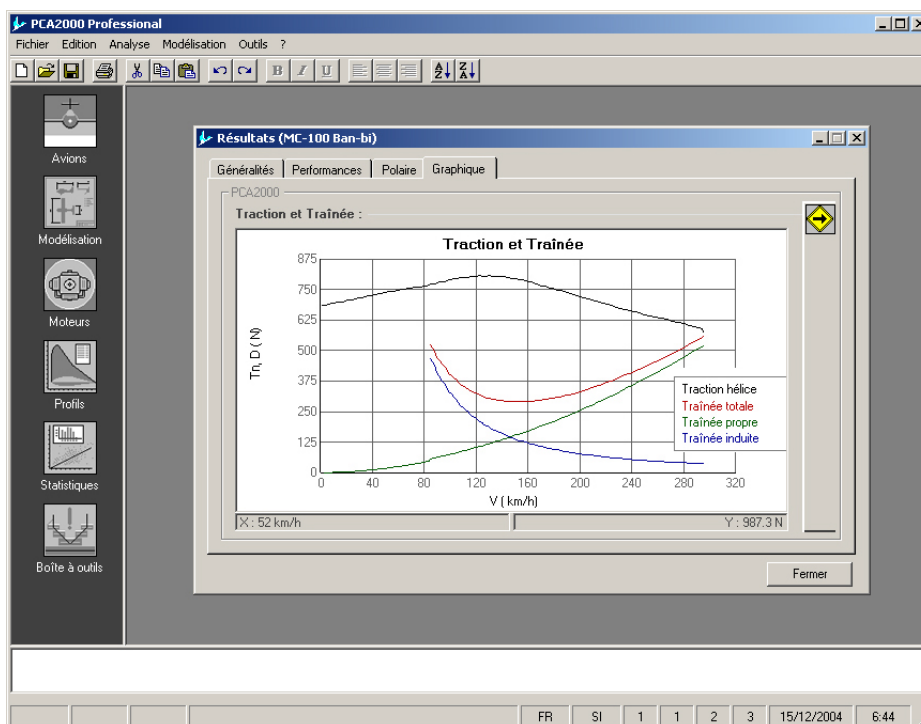 PCA2000 Professional
Fichier Edition Analyse Modélisation Outils ?
B I U A Z Z A
Avions
Modélisation
Moteurs
Profils
Statistiques
Boîte à outils
Résultats (MC-100 Ban-bi)
Généralités Performances Polaire Graphique
PCA2000
Traction et Traînée :
Traction et Traînée
Tn, D ( N )
875
750
625
500
375
250
125
0
0 40 80 120 160 200 240 280 320
V ( km/h )
Traction hélice
Traînée totale
Traînée propre
Traînée induite
X : 52 km/h Y : 987.3 N
Fermer
FR SI 1 1 2 3 15/12/2004 6:44